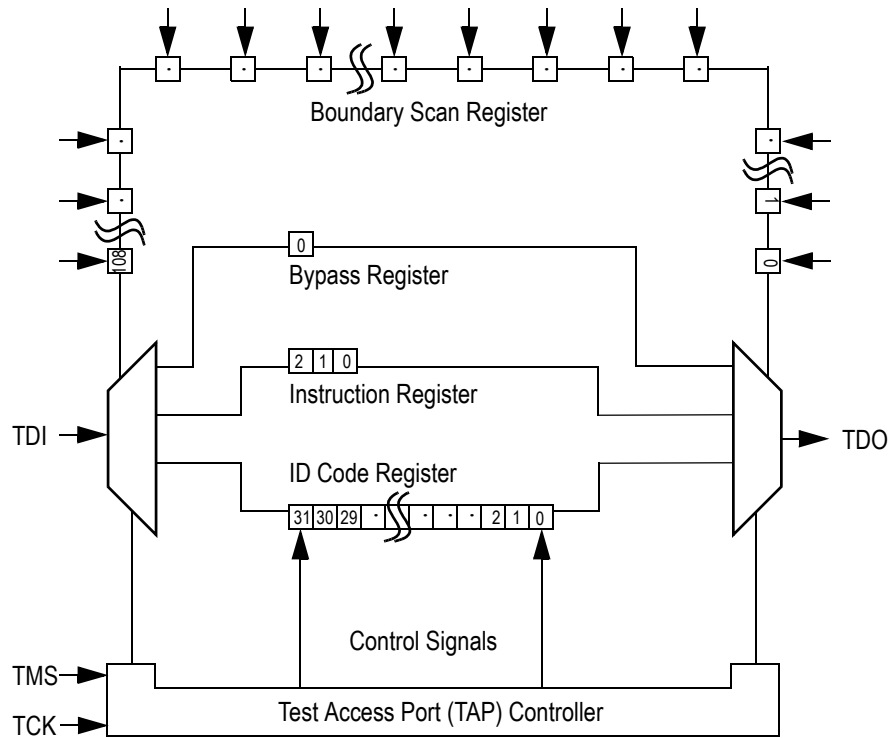 Boundary Scan Register
1
108
0
0
Bypass Register
2 1 0
Instruction Register
TDI
TDO
ID Code Register
31 30 29 · · · · 2 1 0
Control Signals
TMS
Test Access Port (TAP) Controller
TCK